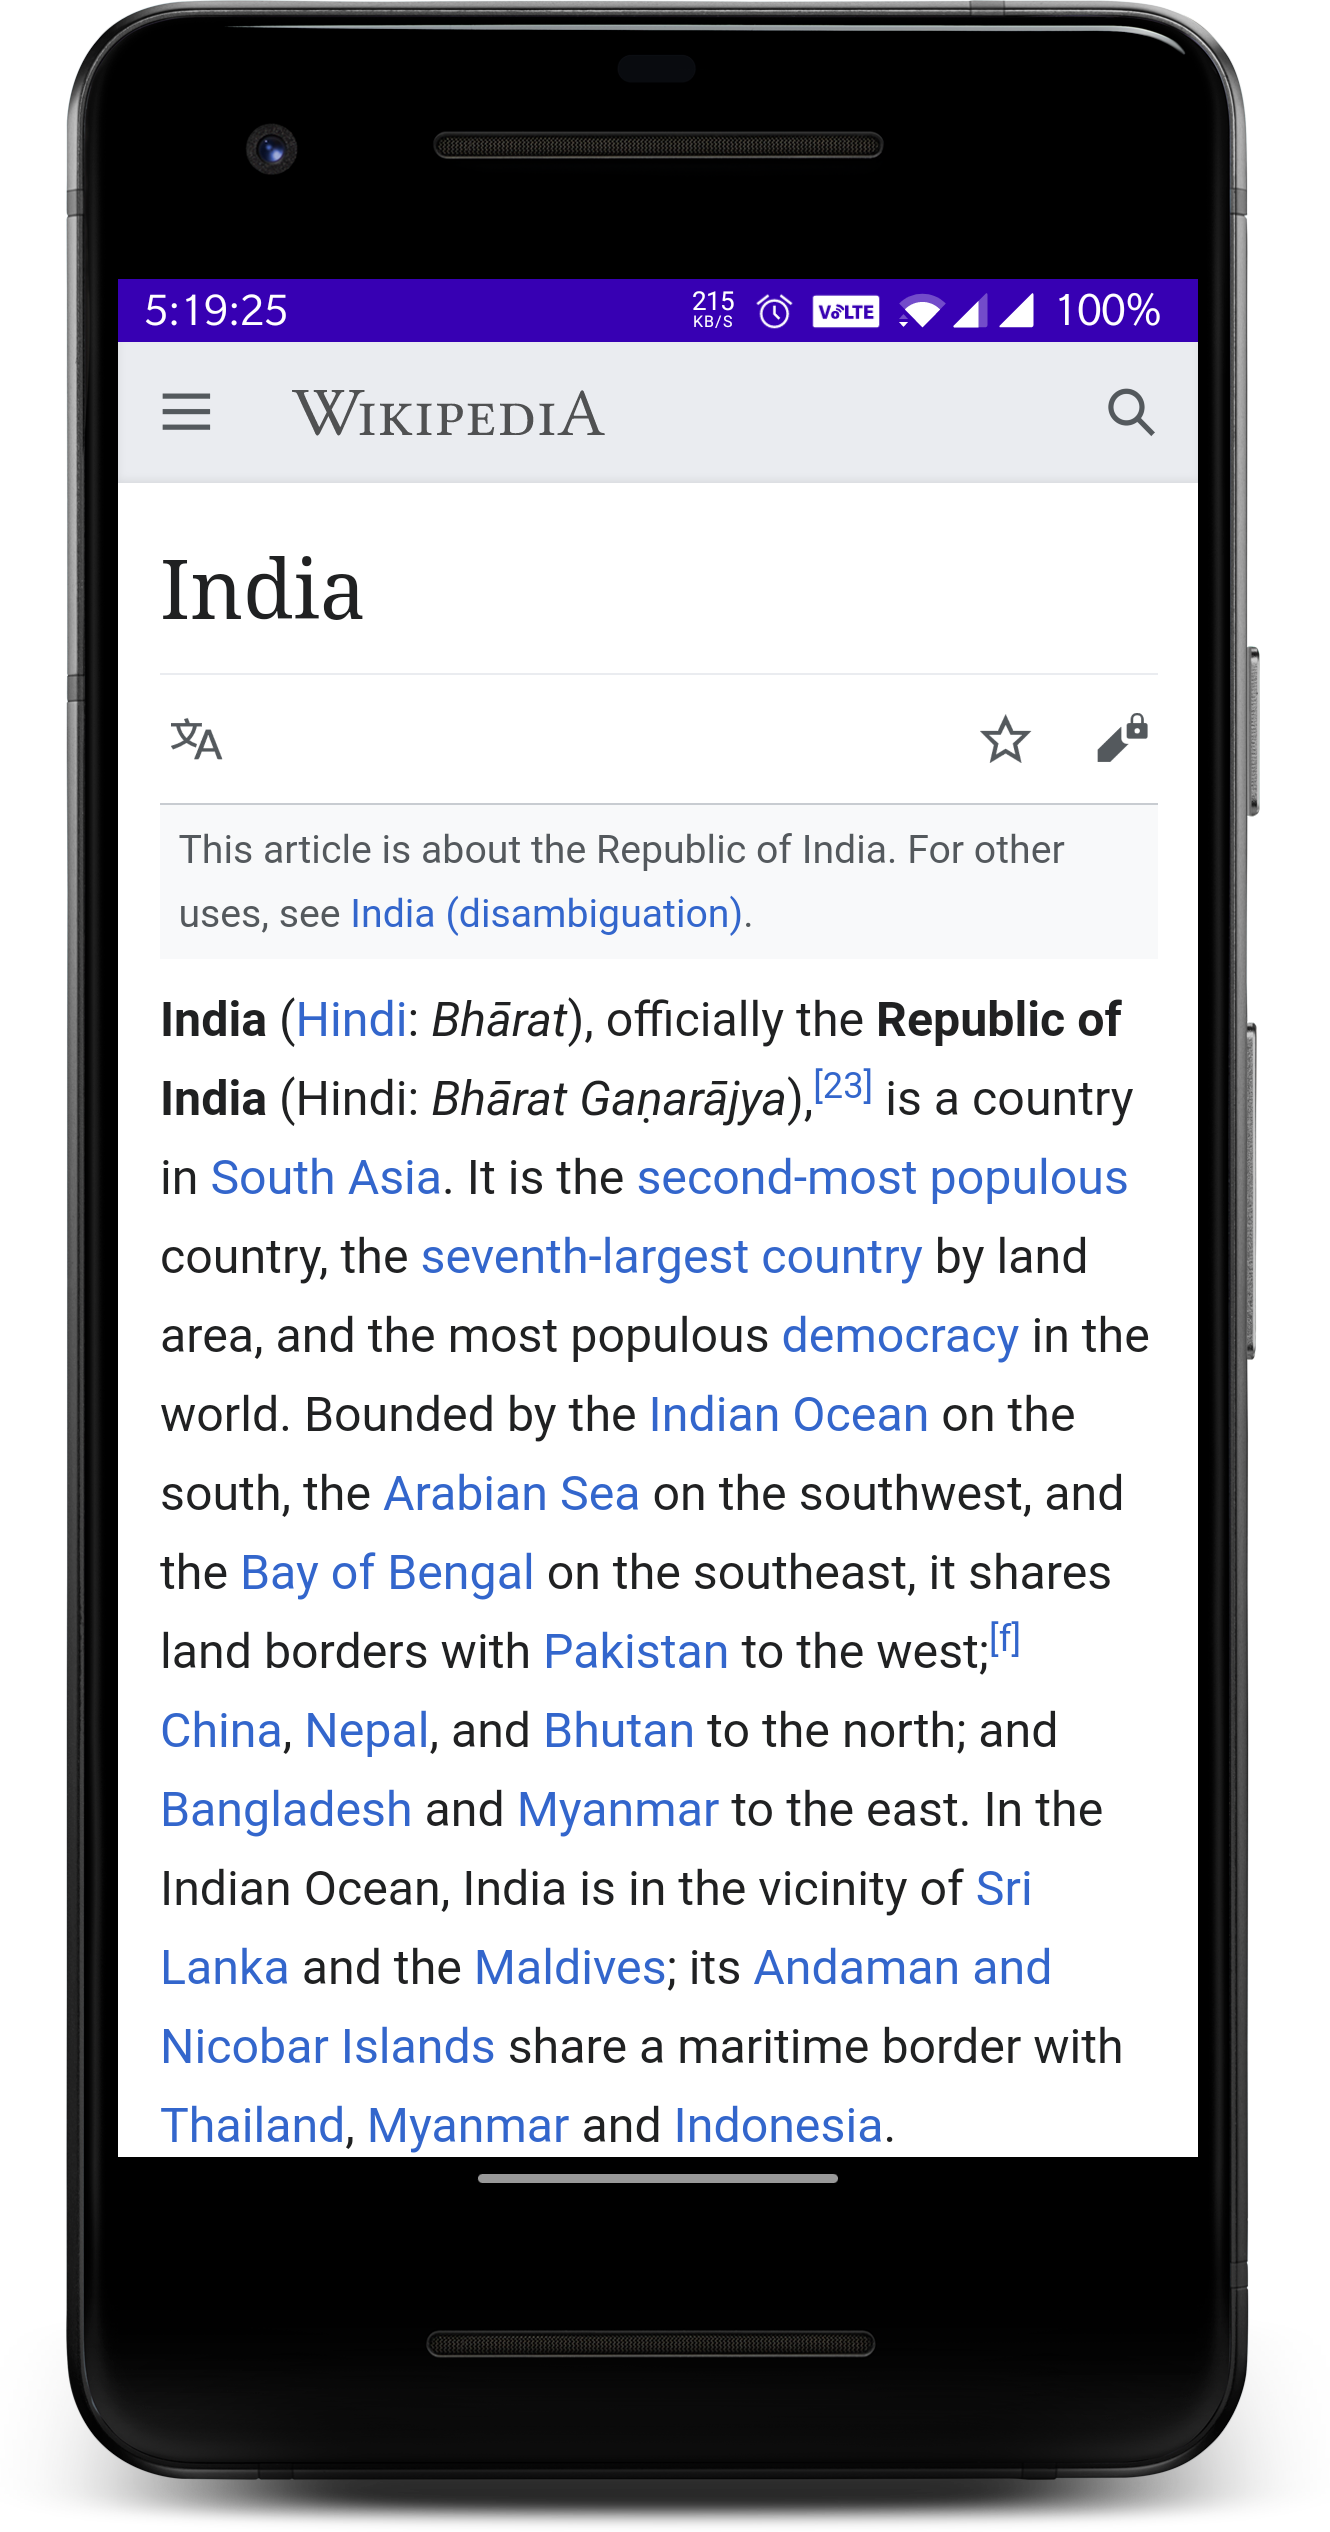 5:19:25 215 KB/S VoLTE 100%
WIKIPEDIA
India
This article is about the Republic of India. For other
uses, see India (disambiguation).
India (Hindi: Bhārat), officially the Republic of
India (Hindi: Bhārat Gaṇarājya),[23] is a country
in South Asia. It is the second-most populous
country, the seventh-largest country by land
area, and the most populous democracy in the
world. Bounded by the Indian Ocean on the
south, the Arabian Sea on the southwest, and
the Bay of Bengal on the southeast, it shares
land borders with Pakistan to the west;[f]
China, Nepal, and Bhutan to the north; and
Bangladesh and Myanmar to the east. In the
Indian Ocean, India is in the vicinity of Sri
Lanka and the Maldives; its Andaman and
Nicobar Islands share a maritime border with
Thailand, Myanmar and Indonesia.